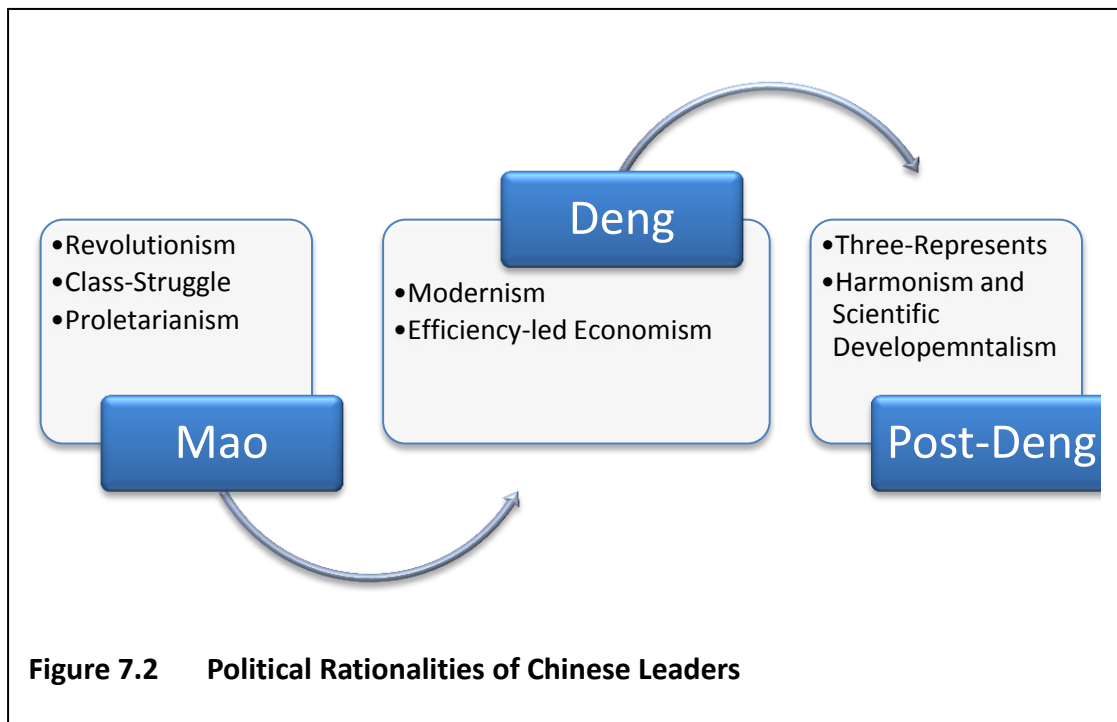 •Revolutionism
•Class-Struggle
•Proletarianism
Mao
Deng
•Modernism
•Efficiency-led Economism
•Three-Represents
•Harmonism and
Scientific
Developemntalism
Post-Deng
Figure 7.2 Political Rationalities of Chinese Leaders